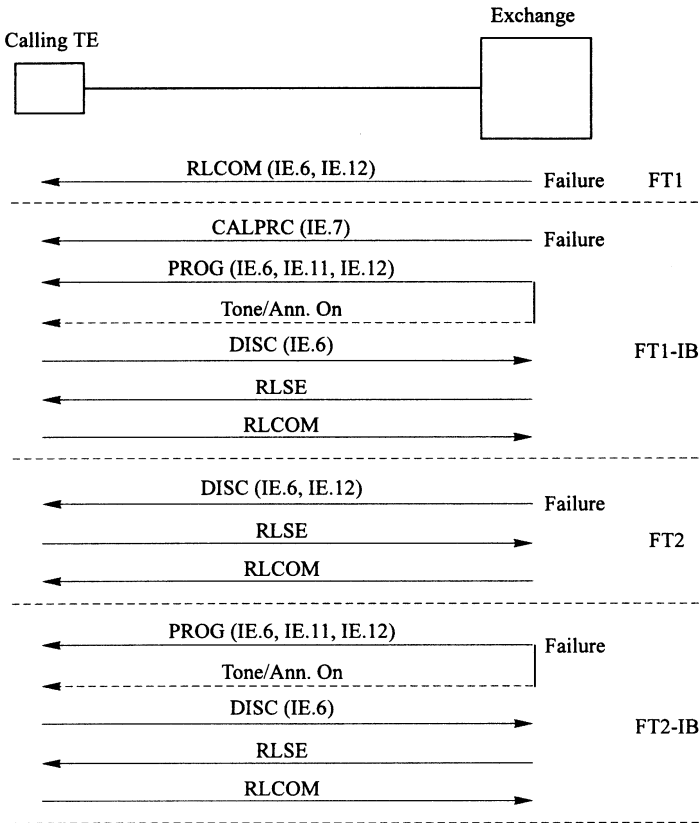 Exchange
Calling TE
RLCOM (IE.6, IE.12)
Failure FT1
CALPRC (IE.7)
Failure
PROG (IE.6, IE.11, IE.12)
Tone/Ann. On
DISC (IE.6)
FT1-IB
RLSE
RLCOM
DISC (IE.6, IE.12)
Failure
RLSE
FT2
RLCOM
PROG (IE.6, IE.11, IE.12)
Failure
Tone/Ann. On
DISC (IE.6)
FT2-IB
RLSE
RLCOM